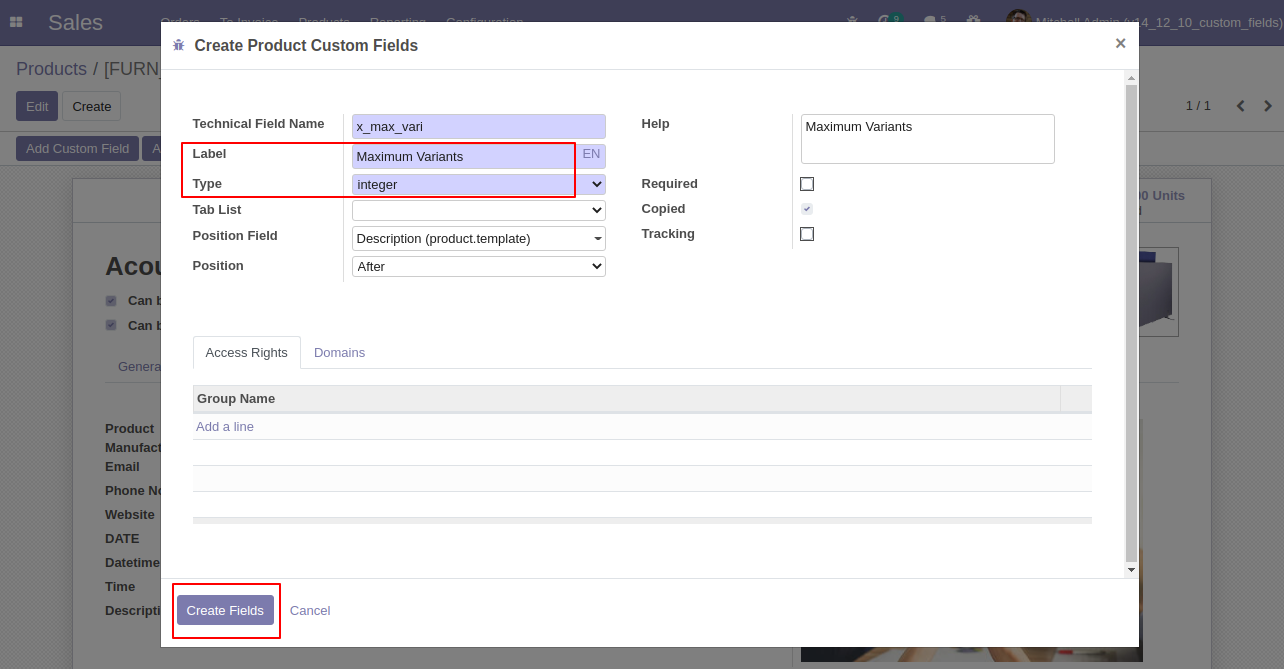 Sales
Orders To Invoice Products Reporting Configuration
9
5
Mitchell Admin
4_12_10_custom_fields)
Products / [FURN_
Edit
Create
1 / 1
Add Custom Field
A
Create Product Custom Fields
×
Technical Field Name
x_max_vari
Label
Maximum Variants
EN
Type
integer
Tab List
Position Field
Description (product.template)
Position
After
Help
Maximum Variants
Required
Copied
Tracking
Access Rights
Domains
Group Name
Add a line
Create Fields
Cancel
Acou
Can b
Can b
Genera
Product
Manufact
Email
Phone No
Website
DATE
Datetime
Time
Descripti
0 Units